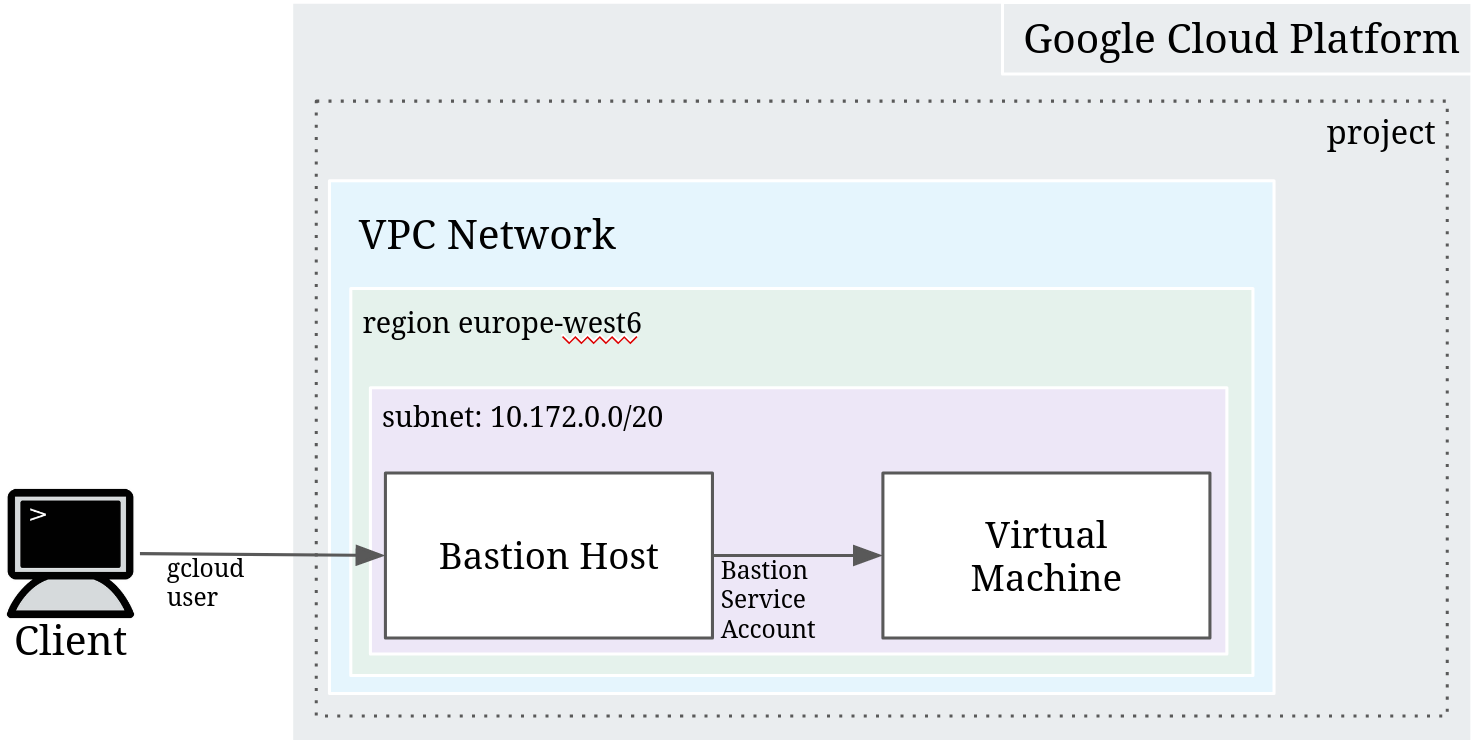 Google Cloud Platform
project
VPC Network
region europe-west6
subnet: 10.172.0.0/20
>
Client
gcloud
user
Bastion Host
Bastion
Service
Account
Virtual
Machine